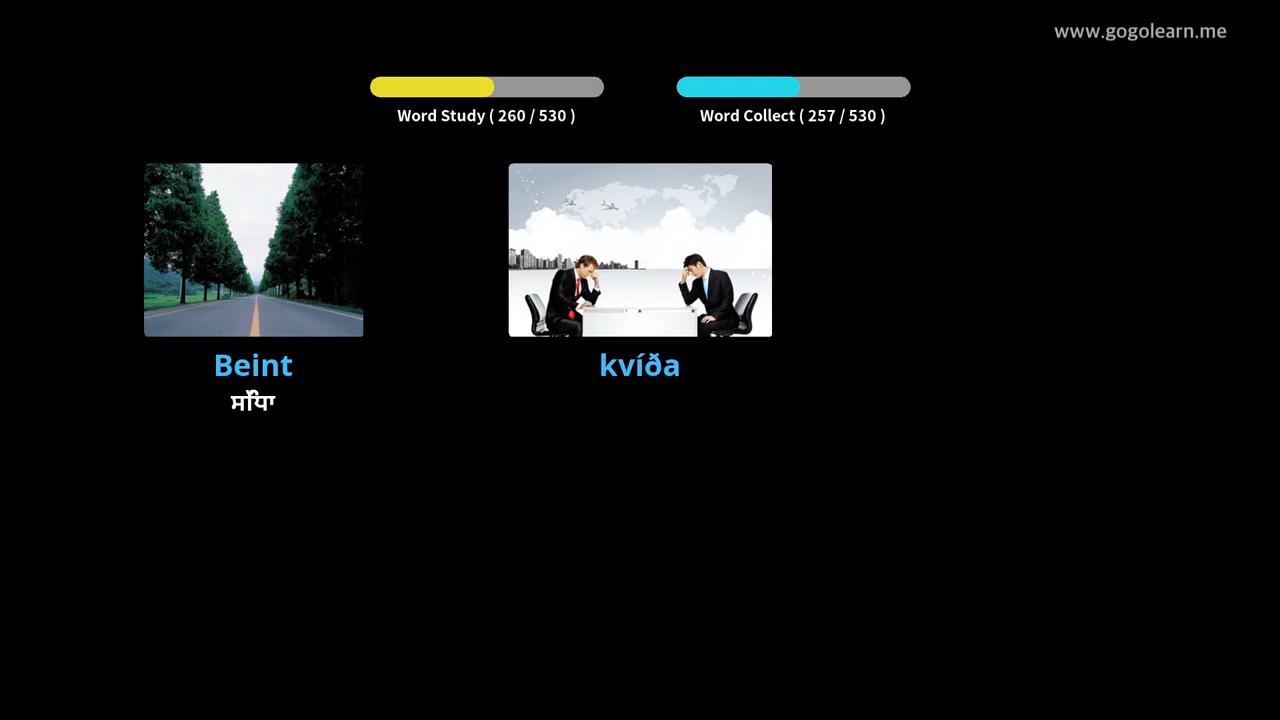 www.gogolearn.me
Word Study ( 260 / 530 )
Word Collect ( 257 / 530 )
Beint
kvíða
ਸਿੱਧਾ